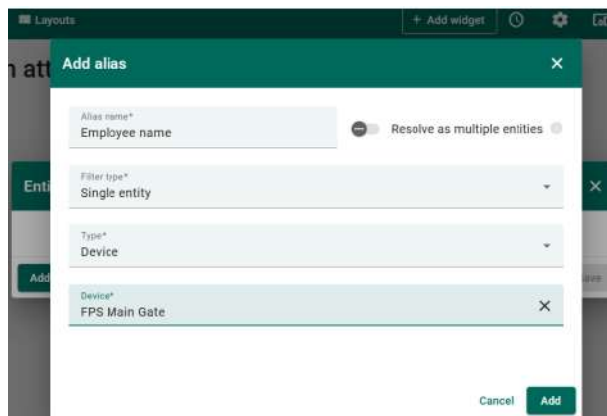 Layouts
+ Add widget
n att
Add alias
Alias name*
Employee name
Resolve as multiple entities
Filter type*
Single entity
Enti
Type*
Device
Add
ave
Device*
FPS Main Gate
Cancel
Add